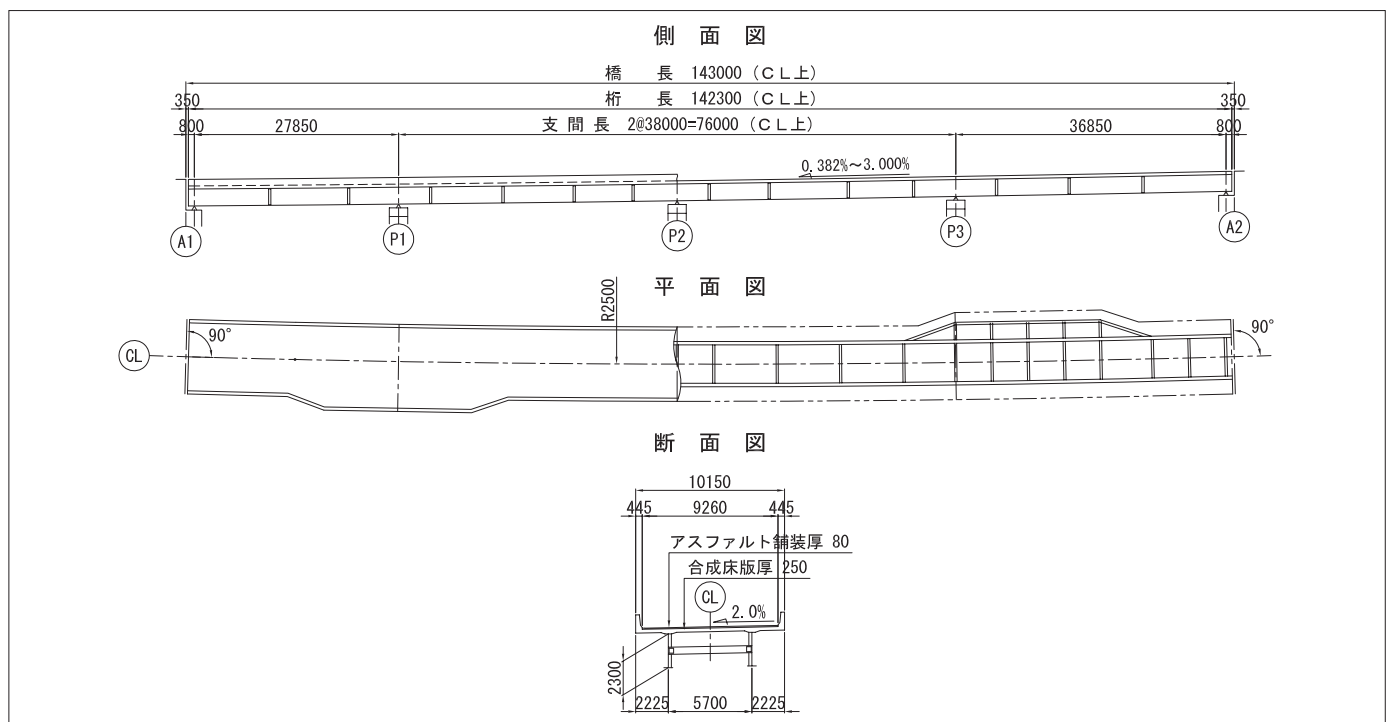 側 面 図
橋 長 143000 (CL上)
350 桁 長 142300 (CL上) 350
800 27850 支 間 長 2@38000=76000 (CL上) 36850 800
0.382%~3.000%
A1 P1 P2 P3 A2
平 面 図
R2500
90°
90°
CL
断 面 図
10150
445 9260 445
アスファルト舗装厚 80
合成床版厚 250
CL
2.0%
2300
2225 5700 2225